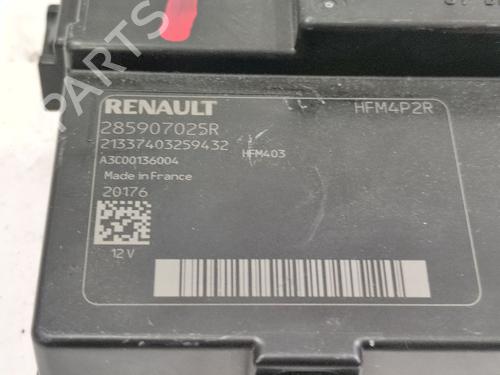 RENAULT
HFM4P2R
285907025R
21337403259432
HFM403
A3C00136004
Made in France
20176
12 V
B-PARTS